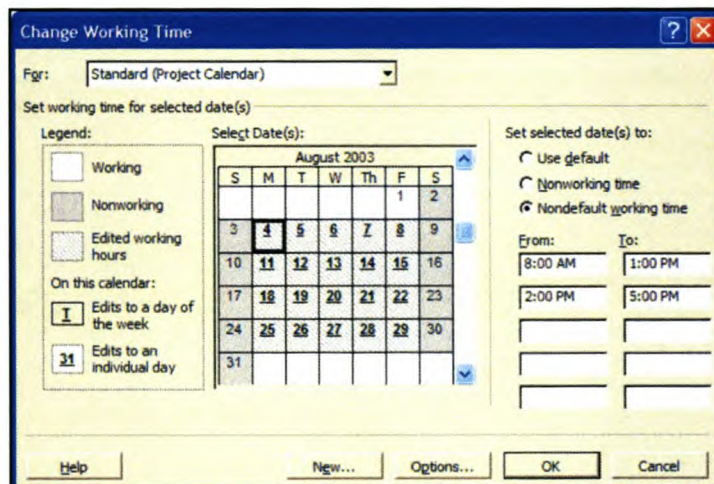 Change Working Time
For: Standard (Project Calendar)
Set working time for selected date(s)
Legend:
Working
Nonworking
Edited working
hours
On this calendar:
T Edits to a day of
the week
31 Edits to an
individual day
Select Date(s):
August 2003
S M T W Th F S
1 2
3 4 5 6 7 8 9
10 11 12 13 14 15 16
17 18 19 20 21 22 23
24 25 26 27 28 29 30
31
Set selected date(s) to:
Use default
Nonworking time
Nondefault working time
From: To:
8:00 AM 1:00 PM
2:00 PM 5:00 PM
Help New... Options... OK Cancel